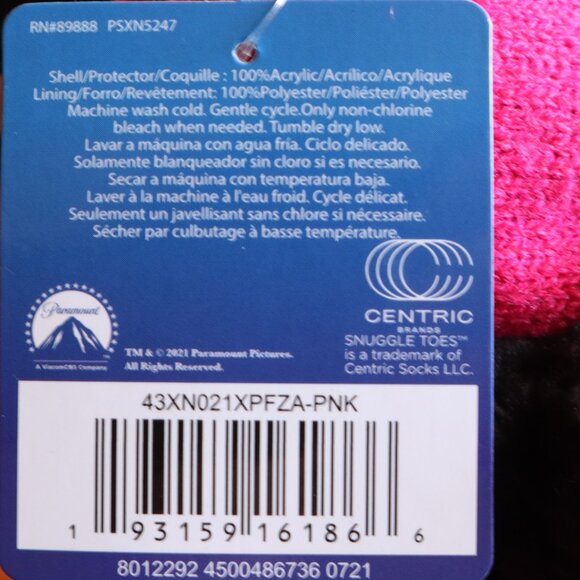 RN#89888 PSXN5247
Shell/Protector/Coquille : 100%Acrylic/Acrílico/Acrylique
Lining/Forro/Revêtement: 100%Polyester/Poliéster/Polyester
Machine wash cold. Gentle cycle.Only non-chlorine
bleach when needed. Tumble dry low.
Lavar a máquina con agua fría. Ciclo delicado.
Solamente blanqueador sin cloro si es necesario.
Secar a máquina con temperatura baja.
Laver à la machine à l'eau froid. Cycle délicat.
Seulement un javellisant sans chlore si nécessaire.
Sécher par culbutage à basse température.
Paramount
A ViacomCBS Company
TM & © 2021 Paramount Pictures.
All Rights Reserved.
CENTRIC
BRANDS
SNUGGLE TOES™
is a trademark of
Centric Socks LLC.
43XN021XPFZA-PNK
1 93159 16186 6
8012292 4500486736 0721